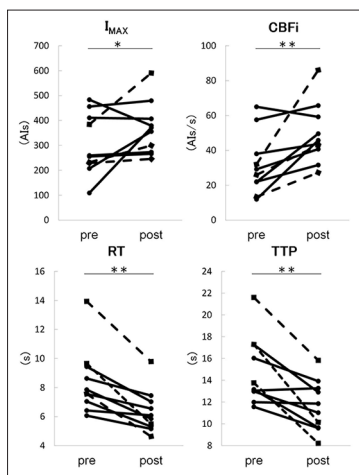 I MAX
*
(AIs)
700
600
500
400
300
200
100
0
pre post
CBFi
**
(AIs/s)
100
80
60
40
20
0
pre post
RT
**
(s)
16
14
12
10
8
6
4
pre post
TTP
**
(s)
24
22
20
18
16
14
12
10
8
pre post